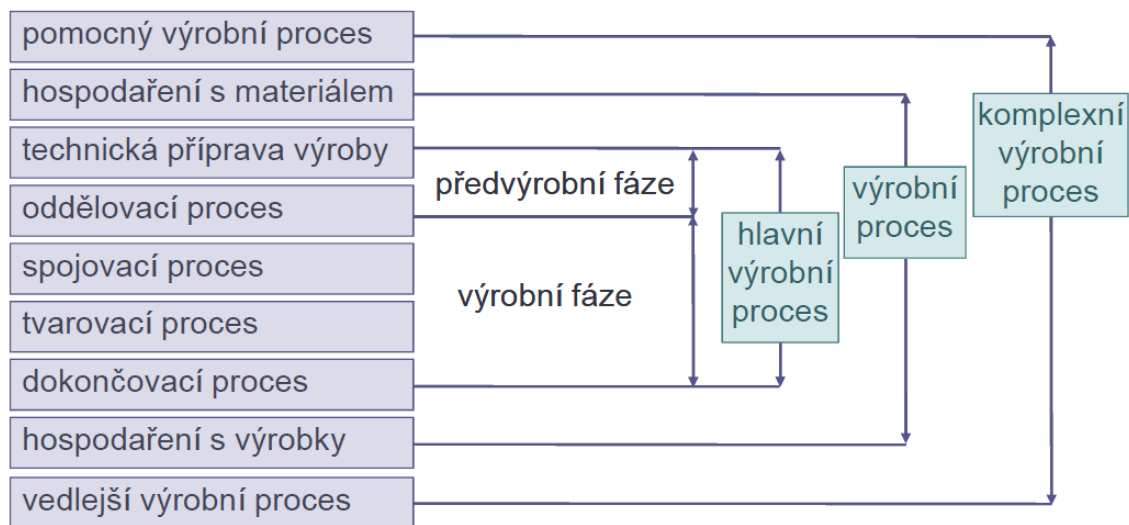 pomocný výrobní proces
hospodaření s materiálem
technická příprava výroby
oddělovací proces
spojovací proces
tvarovací proces
dokončovací proces
hospodaření s výrobky
vedlejší výrobní proces
předvýrobní fáze
výrobní fáze
hlavní
výrobní
proces
výrobní
proces
komplexní
výrobní
proces